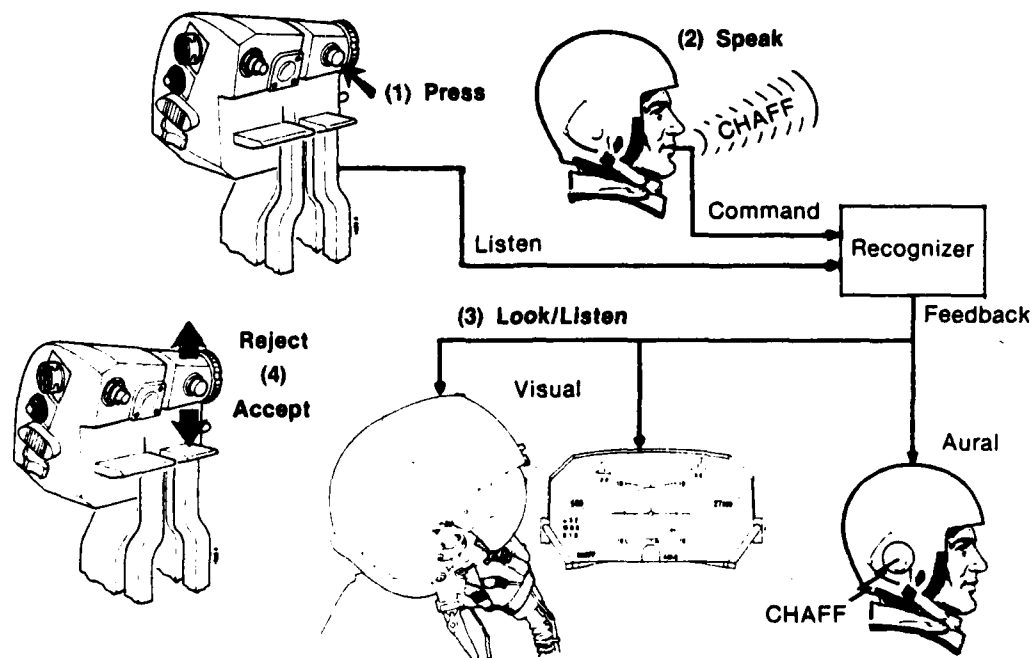 (1) Press
(2) Speak
CHAFF
Command
Listen
Recognizer
Feedback
(3) Look/Listen
Reject
(4)
Accept
Visual
Aural
CHAFF